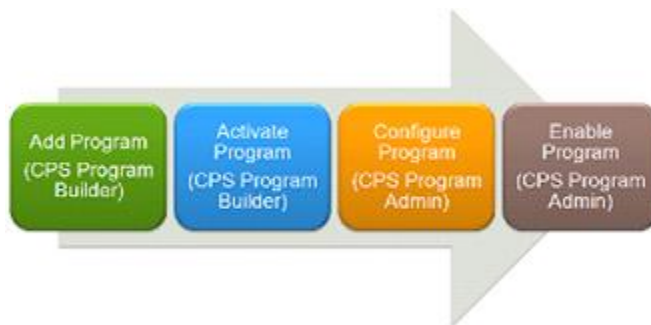 Add Program
(CPS Program
Builder)
Activate
Program
(CPS Program
Builder)
Configure
Program
(CPS Program
Admin)
Enable
Program
(CPS Program
Admin)